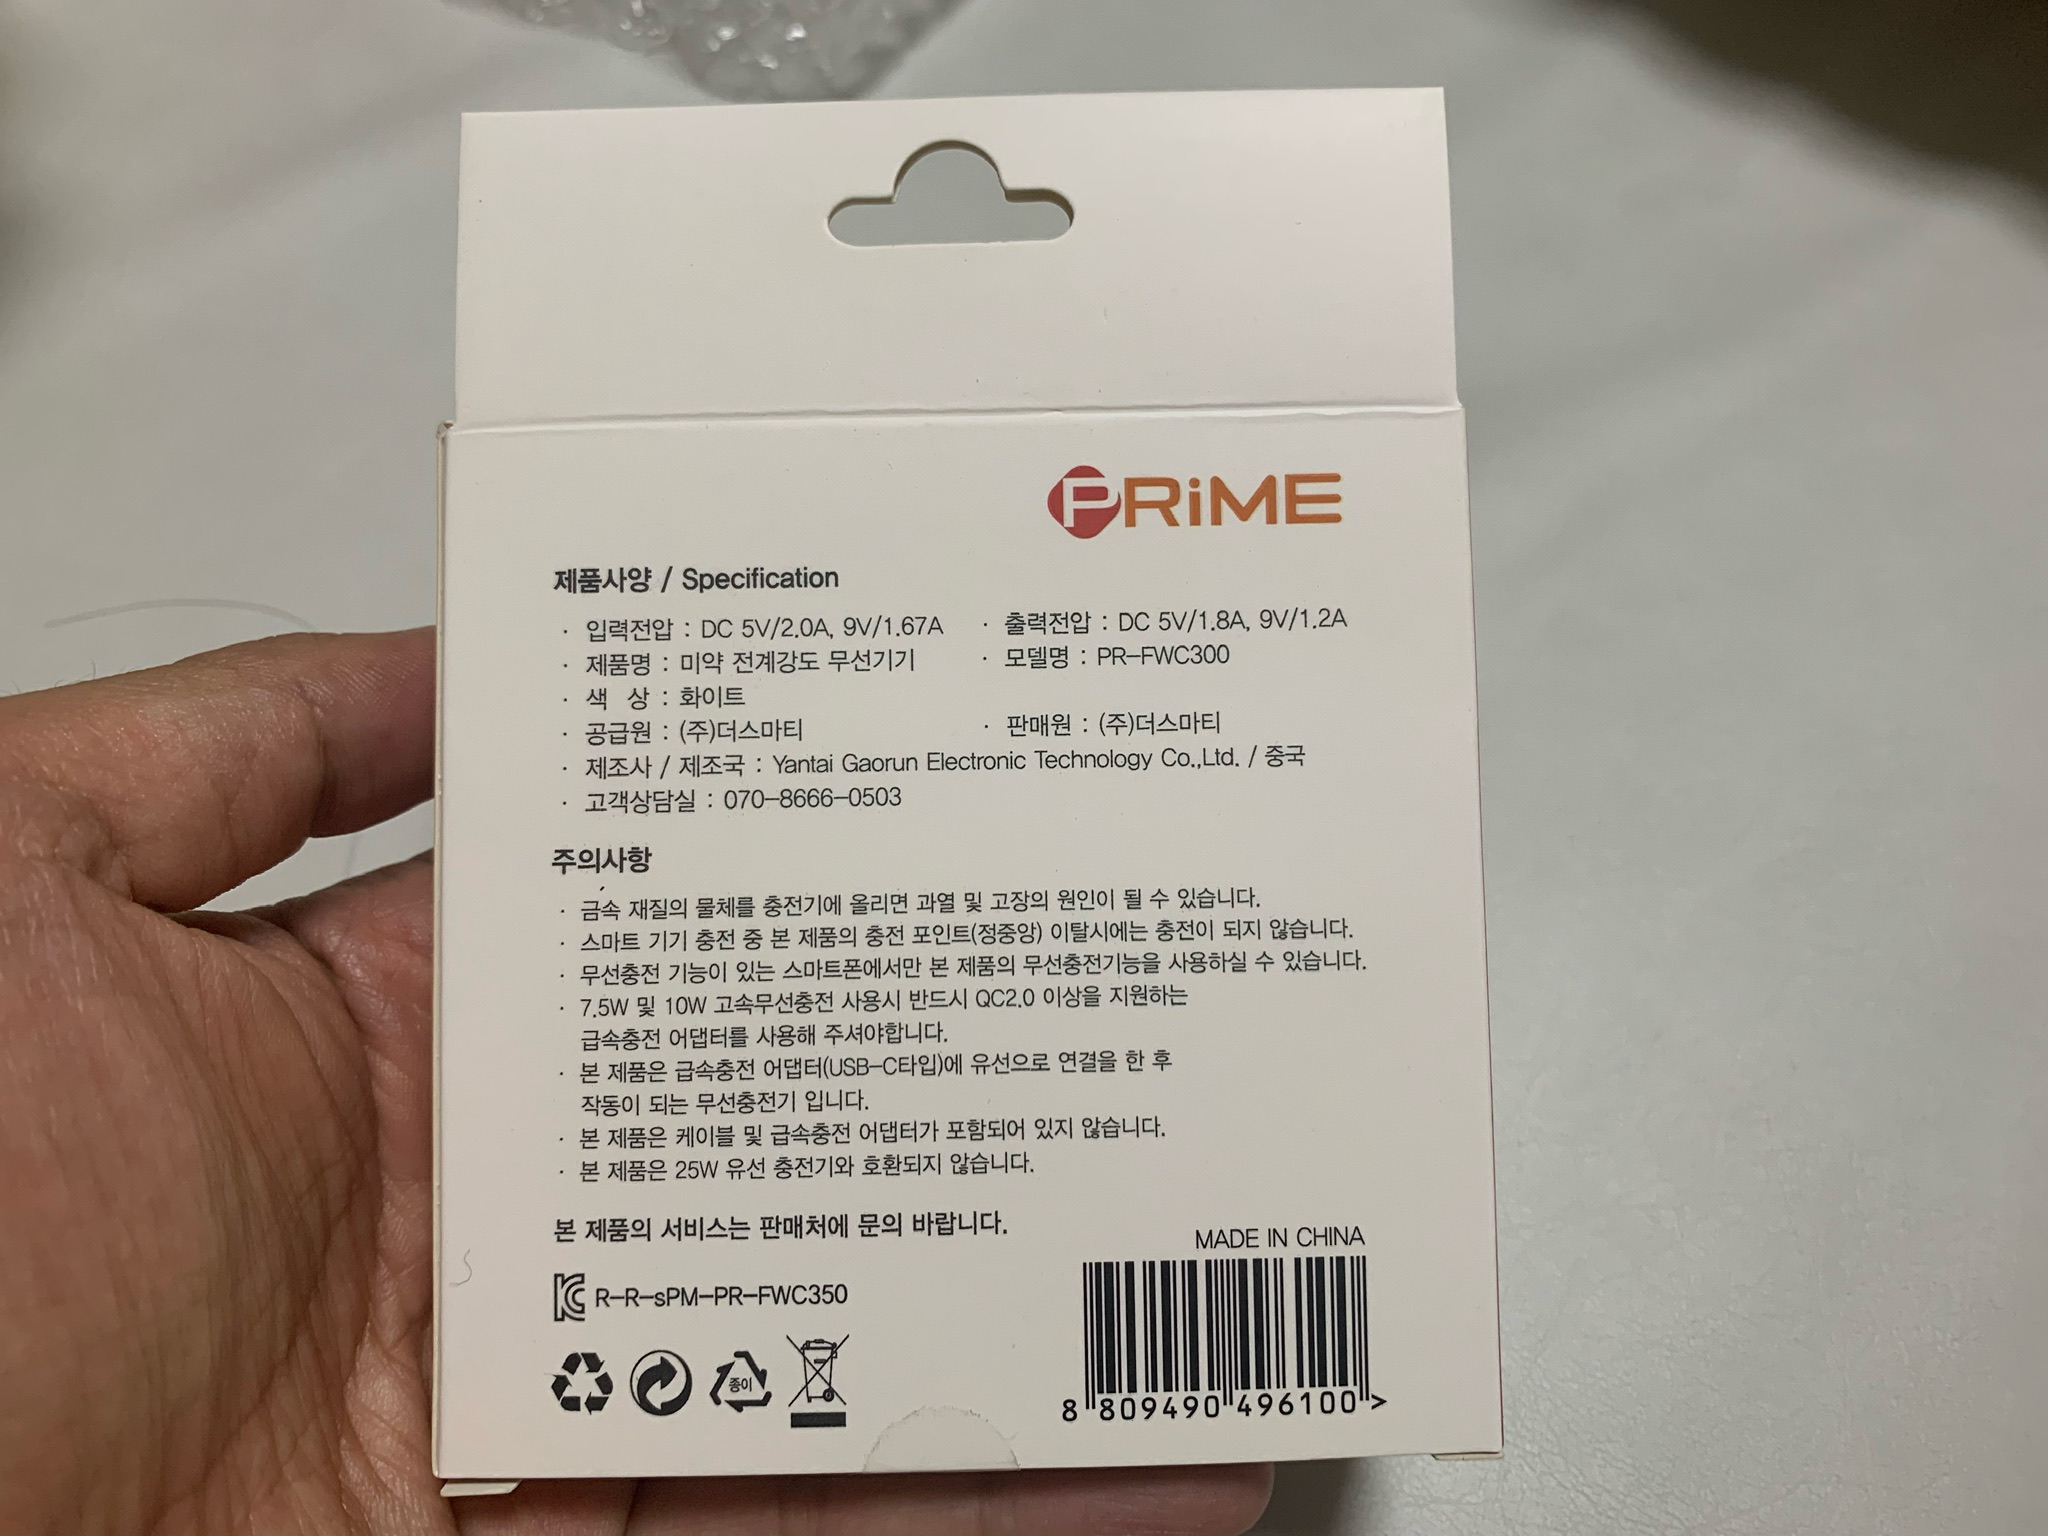 PRiME
제품사양 / Specification
· 입력전압 : DC 5V/2.0A, 9V/1.67A · 출력전압 : DC 5V/1.8A, 9V/1.2A
· 제품명 : 미약 전계강도 무선기기 · 모델명 : PR-FWC300
· 색 상 : 화이트
· 공급원 : (주)더스마티 · 판매원 : (주)더스마티
· 제조사 / 제조국 : Yantai Gaorun Electronic Technology Co.,Ltd. / 중국
· 고객상담실 : 070-8666-0503
주의사항
· 금속 재질의 물체를 충전기에 올리면 과열 및 고장의 원인이 될 수 있습니다.
· 스마트 기기 충전 중 본 제품의 충전 포인트(정중앙) 이탈시에는 충전이 되지 않습니다.
· 무선충전 기능이 있는 스마트폰에서만 본 제품의 무선충전기능을 사용하실 수 있습니다.
· 7.5W 및 10W 고속무선충전 사용시 반드시 QC2.0 이상을 지원하는
급속충전 어댑터를 사용해 주셔야합니다.
· 본 제품은 급속충전 어댑터(USB-C타입)에 유선으로 연결을 한 후
작동이 되는 무선충전기 입니다.
· 본 제품은 케이블 및 급속충전 어댑터가 포함되어 있지 않습니다.
· 본 제품은 25W 유선 충전기와 호환되지 않습니다.
본 제품의 서비스는 판매처에 문의 바랍니다.
MADE IN CHINA
R-R-sPM-PR-FWC350
종이
8 809490 496100 >